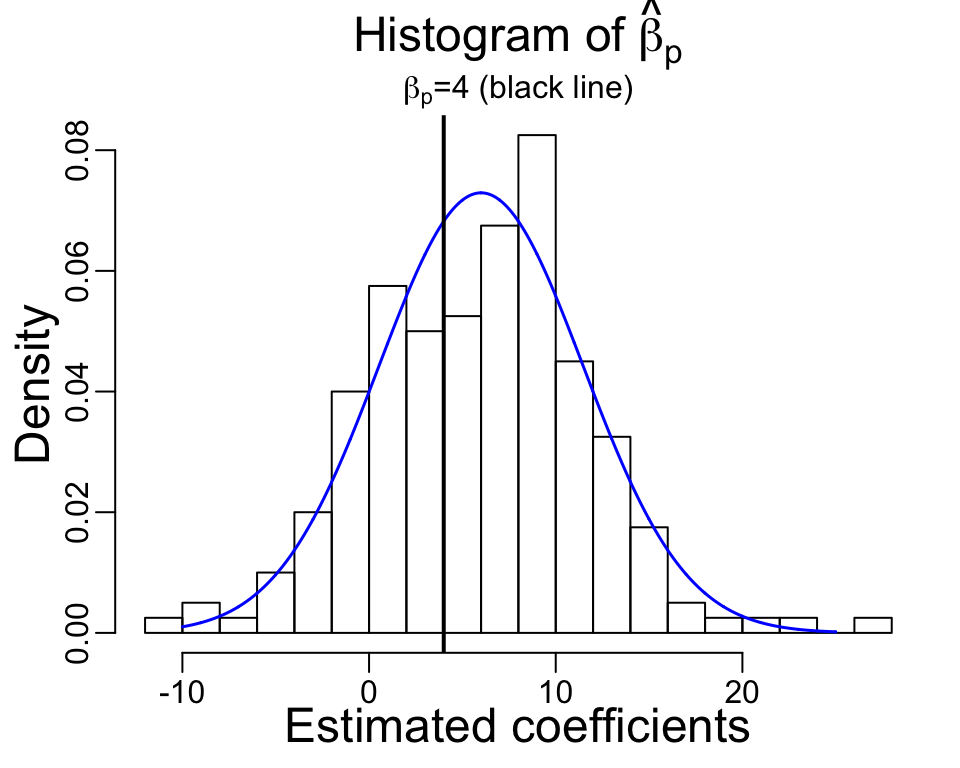 Histogram of β̂ₚ
βₚ=4 (black line)
0.08
0.06
0.04
0.02
0.00
Density
-10 0 10 20
Estimated coefficients